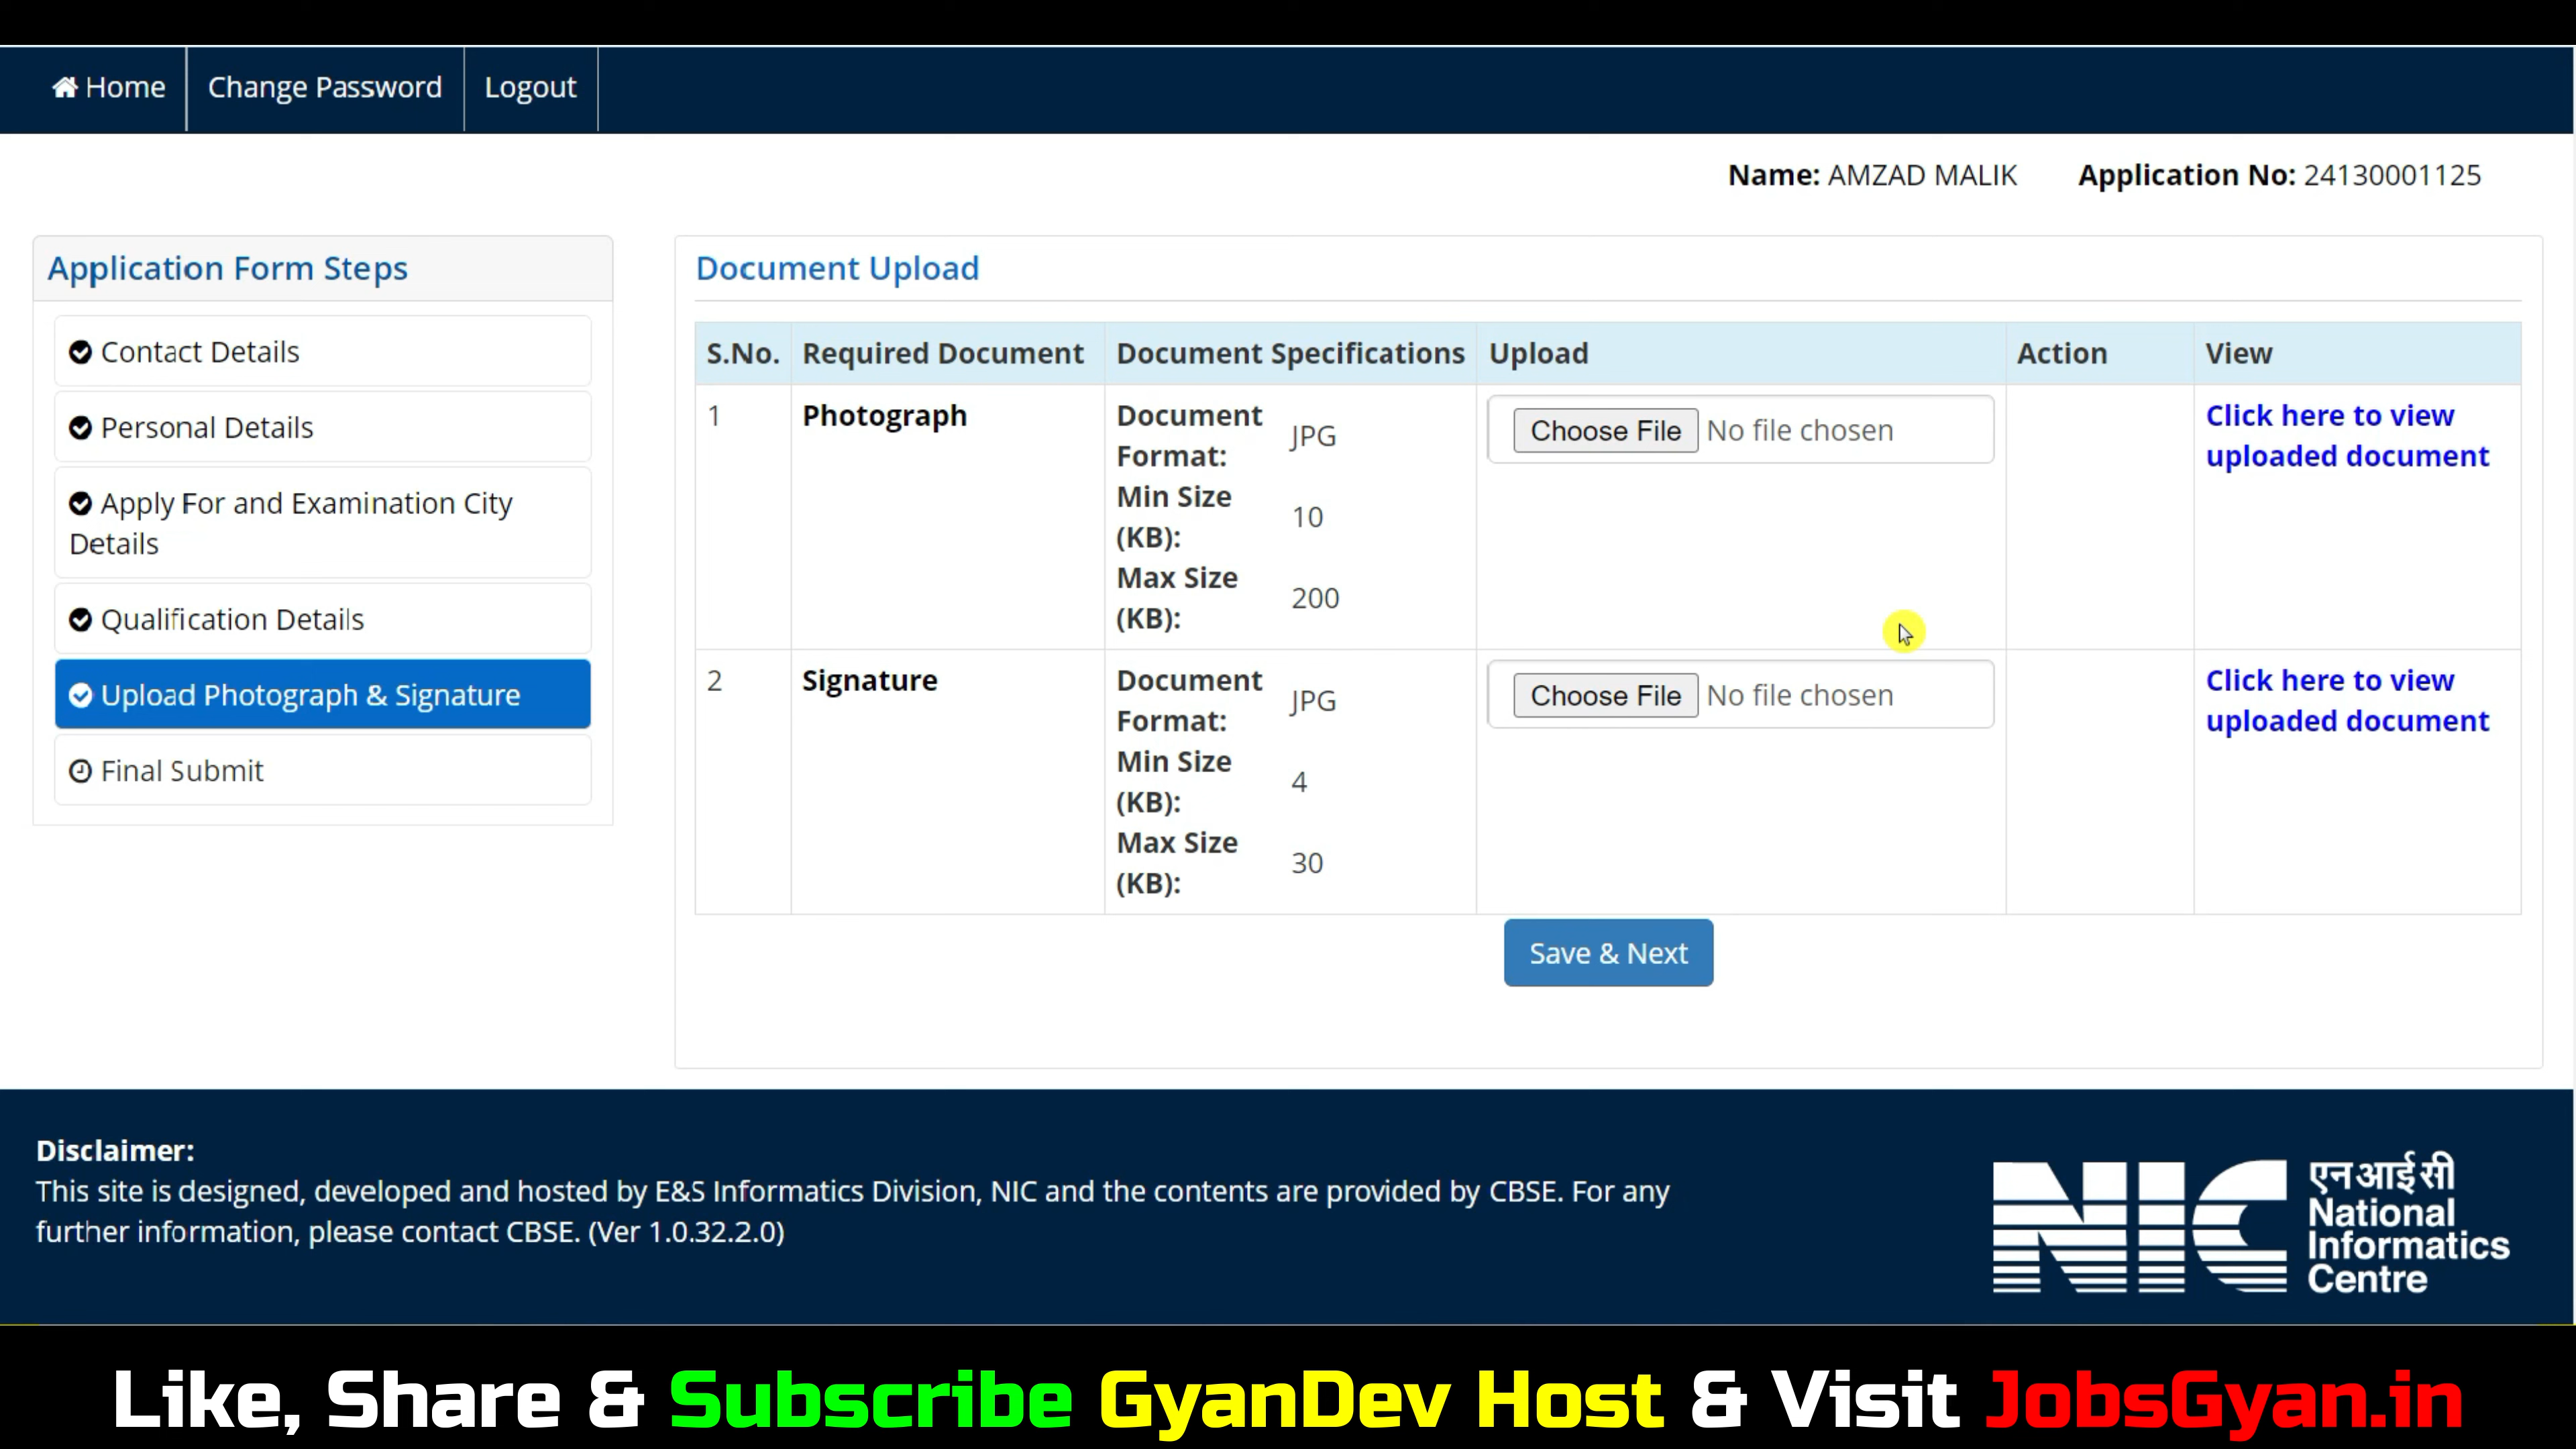 Home Change Password Logout
Name: AMZAD MALIK Application No: 24130001125
Application Form Steps
Contact Details
Personal Details
Apply For and Examination City
Details
Qualification Details
Upload Photograph & Signature
Final Submit
Document Upload
S.No. Required Document Document Specifications Upload Action View
1 Photograph
Document
Format:
JPG
Min Size
(KB):
10
Max Size
(KB):
200
Choose File No file chosen
Click here to view
uploaded document
2 Signature
Document
Format:
JPG
Min Size
(KB):
4
Max Size
(KB):
30
Choose File No file chosen
Click here to view
uploaded document
Save & Next
Disclaimer:
This site is designed, developed and hosted by E&S Informatics Division, NIC and the contents are provided by CBSE. For any
further information, please contact CBSE. (Ver 1.0.32.2.0)
NIC
एन आई सी
National
Informatics
Centre
Like, Share & Subscribe GyanDev Host & Visit JobsGyan.in